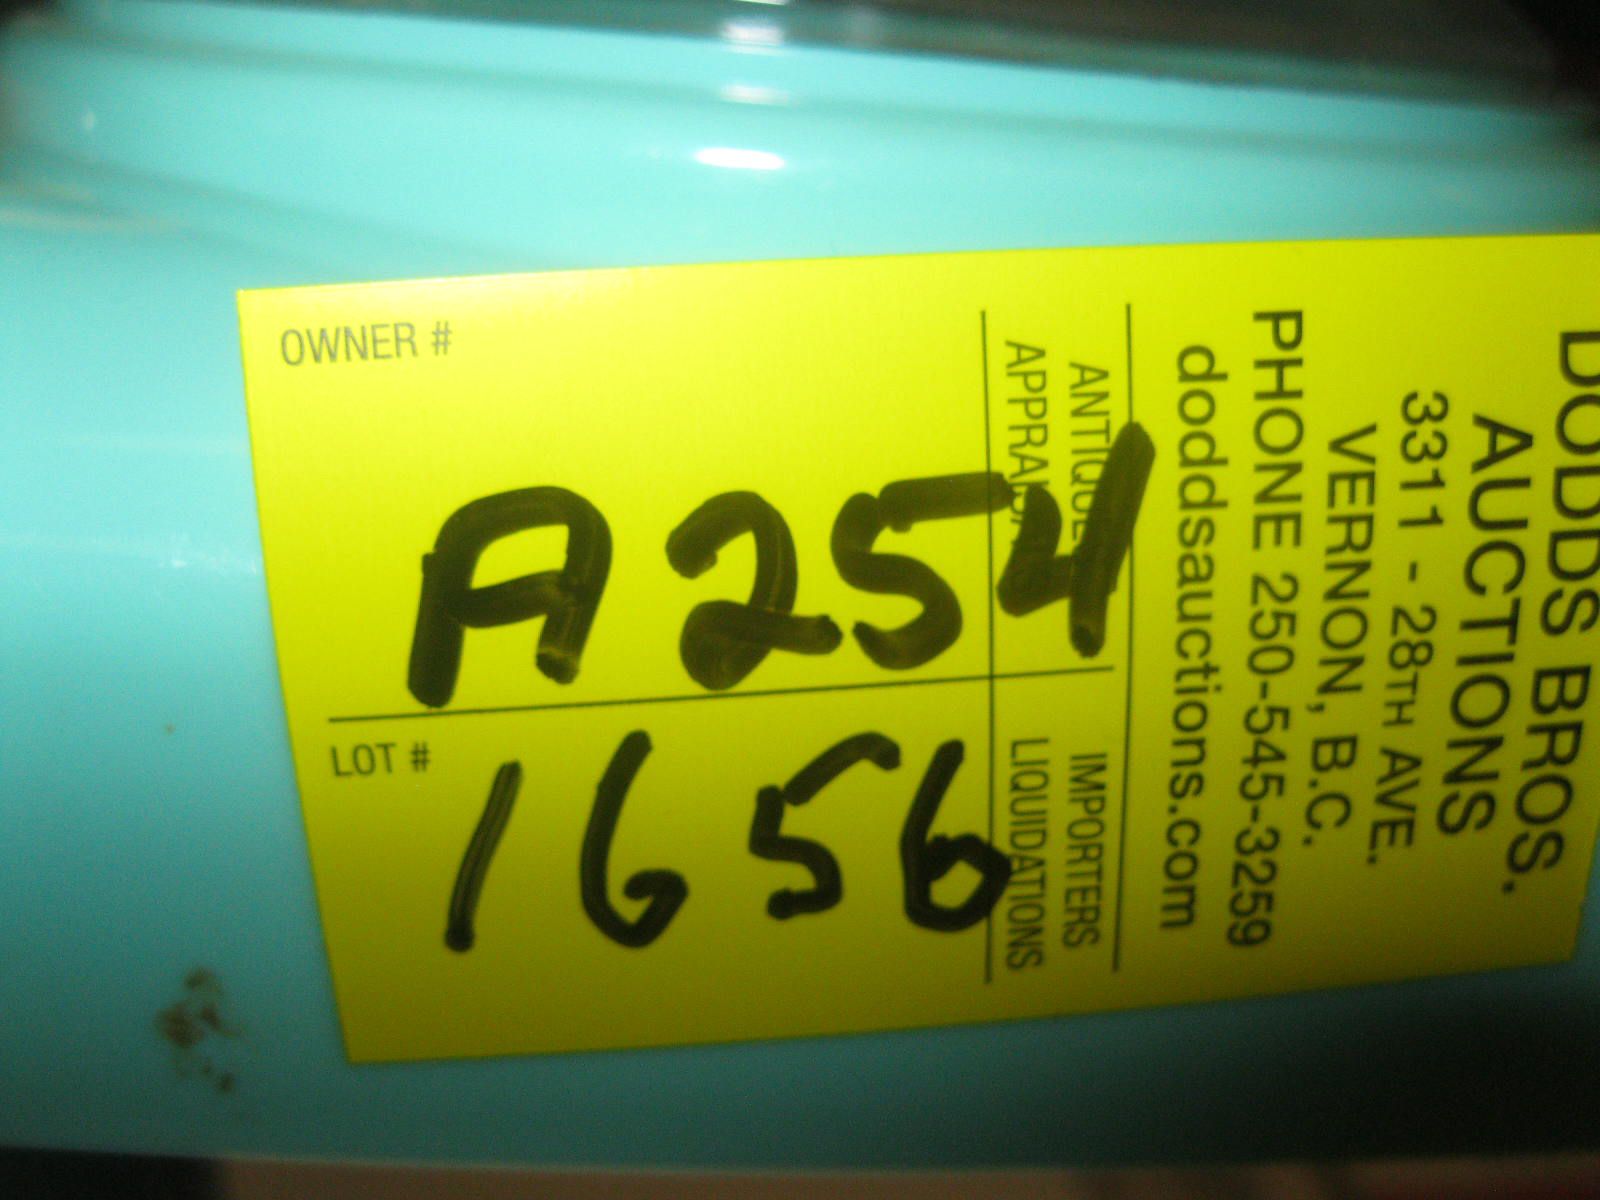 DODDS BROS.
AUCTIONS
3311 - 28TH AVE.
VERNON, B.C.
PHONE 250-545-3259
doddsauctions.com
IMPORTERS
LIQUIDATIONS
OWNER #
A254
LOT #
1656